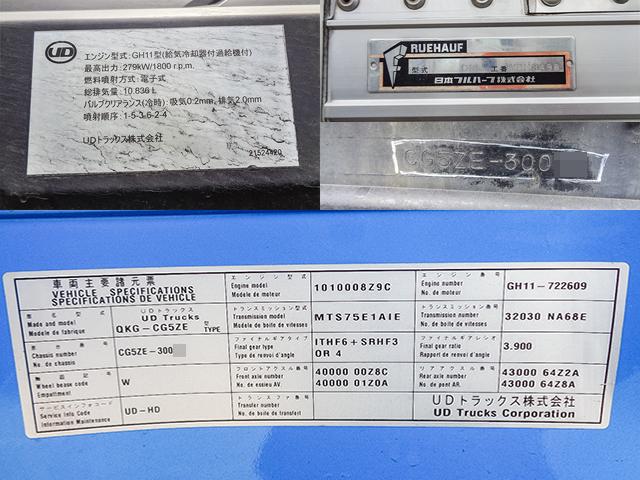 UD
エンジン型式:GH11型(給気冷却器付過給機付)
最高出力:279kW/1800 r.p.m.
燃料噴射方式:電子式
総排気量:10.836 L
バルブクリアランス(冷時):吸気0.2mm, 排気2.0mm
噴射順序:1-5-3-6-2-4
UDトラックス株式会社
21524420
RUEHAUF
型式
工番
日本フルハーフ株式会社
CG5ZE-300
車両主要諸元票
VEHICLE SPECIFICATIONS
SPECIFICATIONS DE VEHICLE
車名型式
Made and model
Modele de fabrique
UDトラックス
UD Trucks
QKG-CG5ZE 型 TYPE
車台番号
Chassis number
No. de chassis
CG5ZE-300
軸距記号
Wheel bease code
Empattement
W
サービスインフォコード
Service Info Code
Information Maintenance
UD-HD
エンジン型式
Engine model
Modele de moteur
1010008Z9C
トランスミッション型式
Transmission model
Modele de boite de vitesses
MTS75E1AIE
ファイナルギアタイプ
Final gear type
Type de renvoi d'angle
ITHF6+SRHF3
OR 4
フロントアクスル番号
Front axle number
No. de essieu AV.
40000 00Z8C
40000 01Z0A
トランスファ番号
Transfer number
No. de boite de transfert
エンジン番号
Engine number
No. de moteur
GH11-722609
トランスミッション番号
Transmission number
No. de boite de vitesses
32030 NA68E
ファイナルギアレシオ
Final gear ratio
Rapport de renvoi d'angle
3.900
リアアクスル番号
Rear axle number
No. de pont AR.
43000 64Z2A
43000 64Z8A
UDトラックス株式会社
UD Trucks Corporation